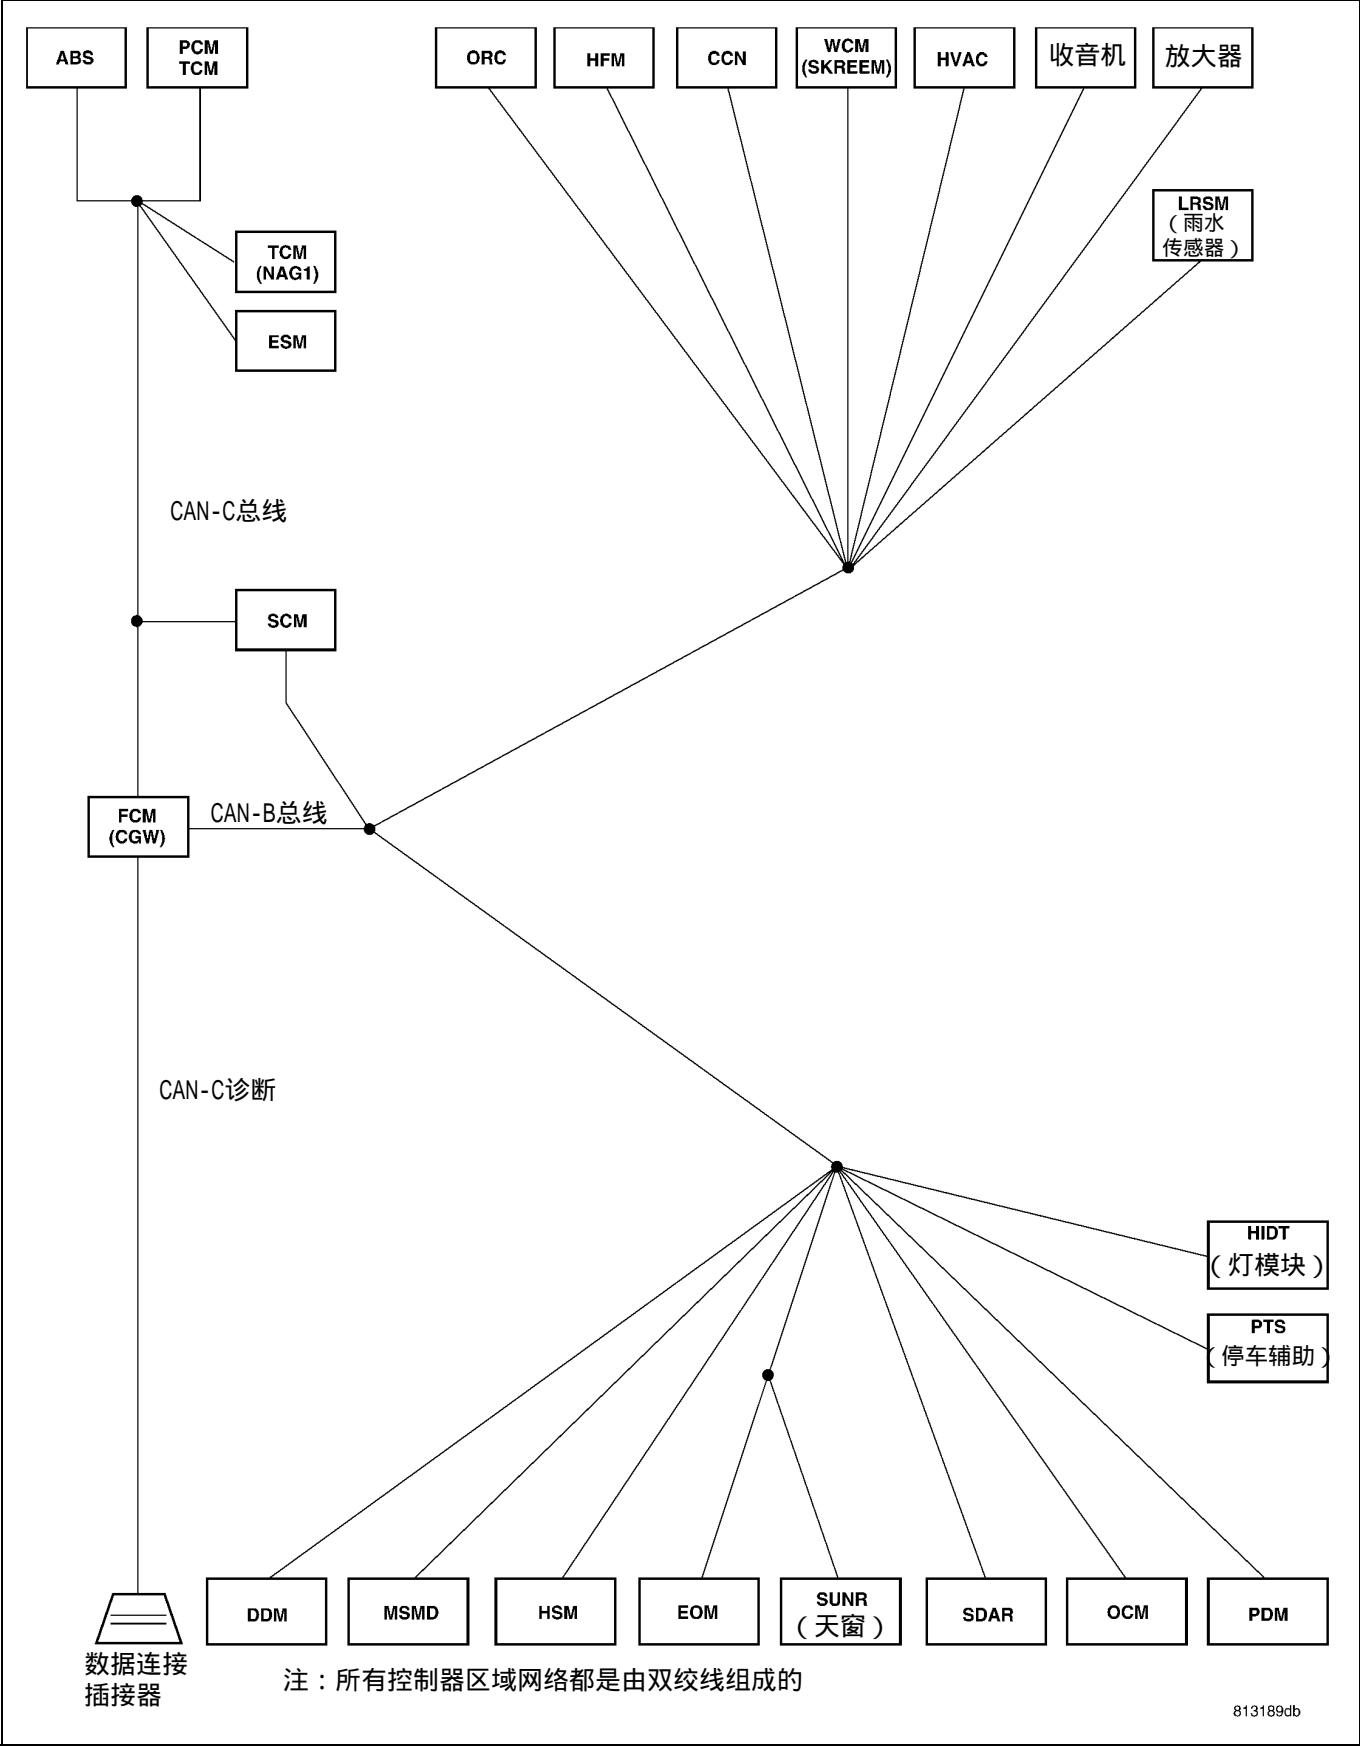 ABS
PCM
TCM
ORC
HFM
CCN
WCM
(SKREEM)
HVAC
收音机
放大器
LRSM
（雨水
传感器）
TCM
(NAG1)
ESM
CAN-C总线
SCM
FCM
(CGW)
CAN-B总线
CAN-C诊断
HIDT
（灯模块）
PTS
（停车辅助）
DDM
MSMD
HSM
EOM
SUNR
（天窗）
SDAR
OCM
PDM
数据连接
插接器
注：所有控制器区域网络都是由双绞线组成的
813189db